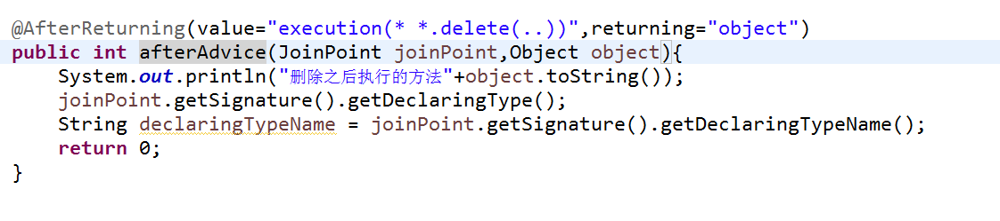 @AfterReturning(value="execution(* *.delete(..))",returning="object")
public int afterAdvice(JoinPoint joinPoint,Object object){
    System.out.println("删除之后执行的方法"+object.toString());
    joinPoint.getSignature().getDeclaringType();
    String declaringTypeName = joinPoint.getSignature().getDeclaringTypeName();
    return 0;
}